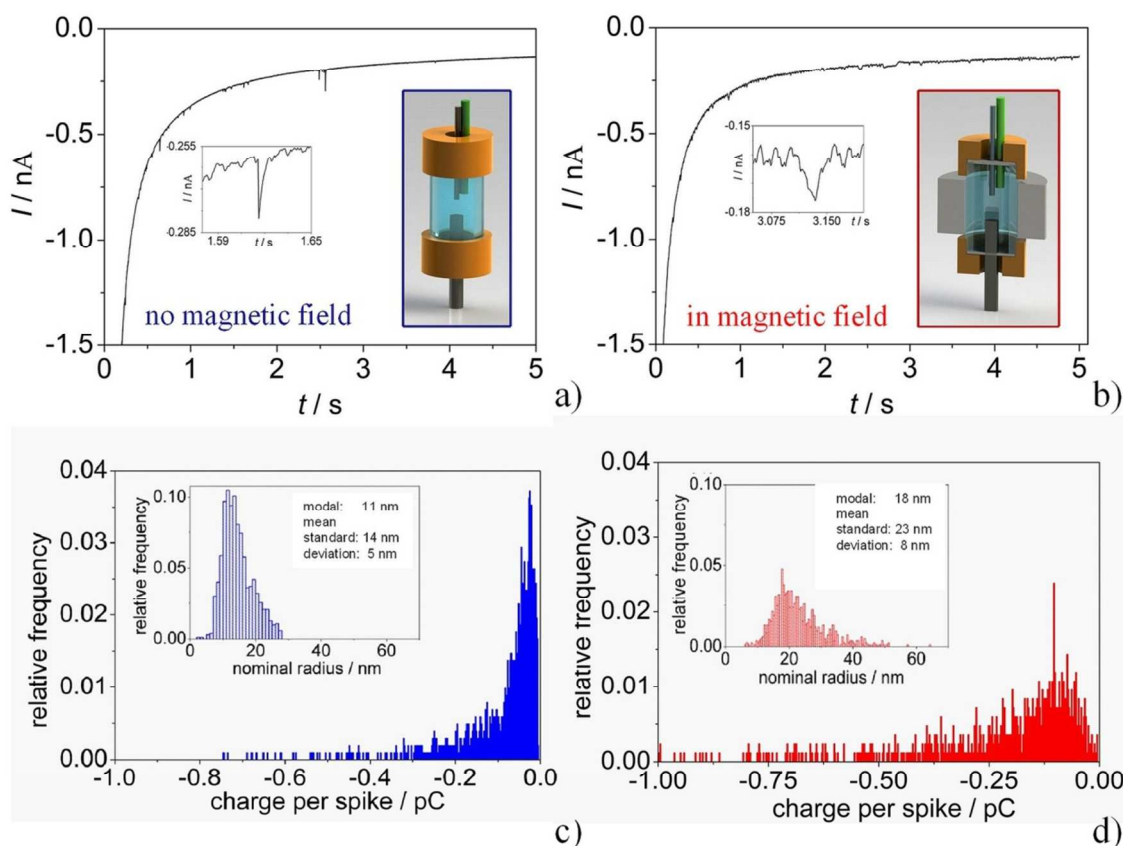 0.0
-0.5
-1.0
-1.5
I / nA
0 1 2 3 4 5
t / s
-0.255
-0.285
I / nA
1.59 t / s 1.65
no magnetic field
a)
0.0
-0.5
-1.0
-1.5
I / nA
0 1 2 3 4 5
t / s
-0.15
-0.18
I / nA
3.075 t / s 3.150
in magnetic field
b)
0.04
0.03
0.02
0.01
0.00
relative frequency
-1.0 -0.8 -0.6 -0.4 -0.2 0.0
charge per spike / pC
0.10
0.05
0.00
relative frequency
0 20 40 60
nominal radius / nm
modal: 11 nm
mean
standard: 14 nm
deviation: 5 nm
c)
0.04
0.03
0.02
0.01
0.00
relative frequency
-1.00 -0.75 -0.50 -0.25 0.00
charge per spike / pC
0.10
0.05
0.00
relative frequency
0 20 40 60
nominal radius / nm
modal: 18 nm
mean
standard: 23 nm
deviation: 8 nm
d)